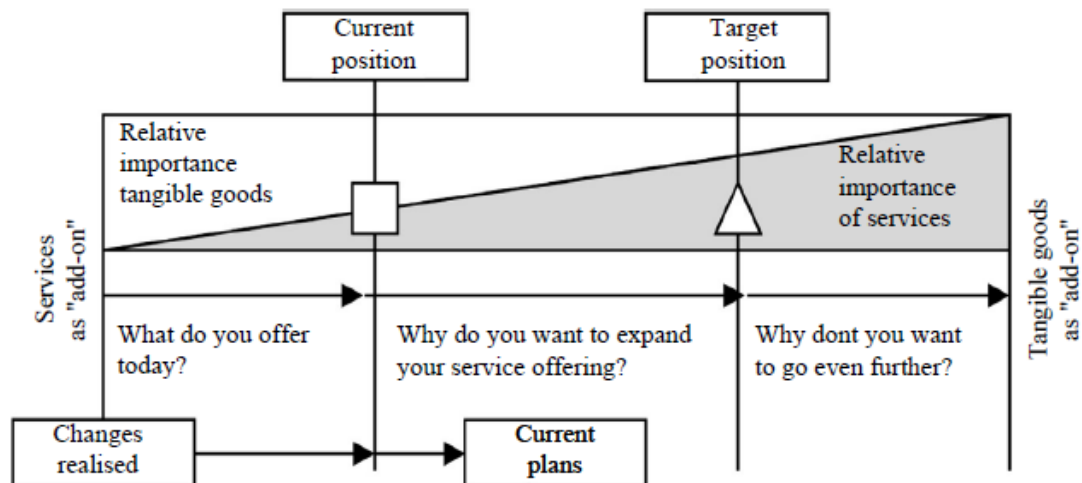 Current
position
Target
position
Relative
importance
tangible goods
Relative
importance
of services
Services
as "add-on"
Tangible goods
as "add-on"
What do you offer
today?
Why do you want to expand
your service offering?
Why dont you want
to go even further?
Changes
realised
Current
plans